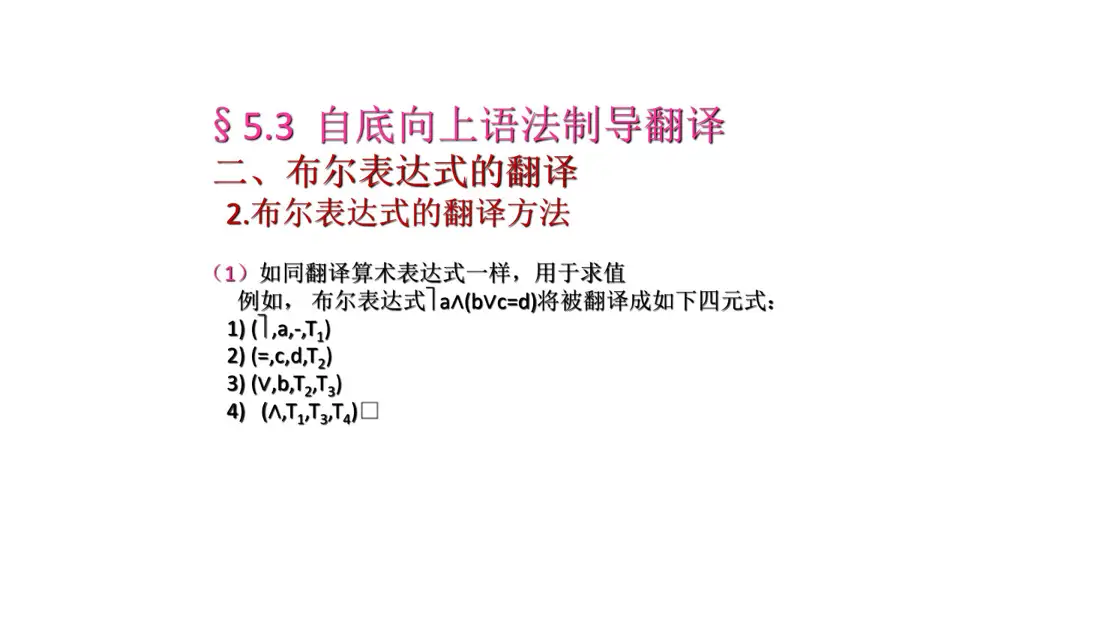 §5.3 自底向上语法制导翻译
二、布尔表达式的翻译
2.布尔表达式的翻译方法
（1）如同翻译算术表达式一样，用于求值
例如， 布尔表达式⎤a∧(b∨c=d)将被翻译成如下四元式：
1) (⎤,a,-,T₁)
2) (=,c,d,T₂)
3) (∨,b,T₂,T₃)
4) (∧,T₁,T₃,T₄)□